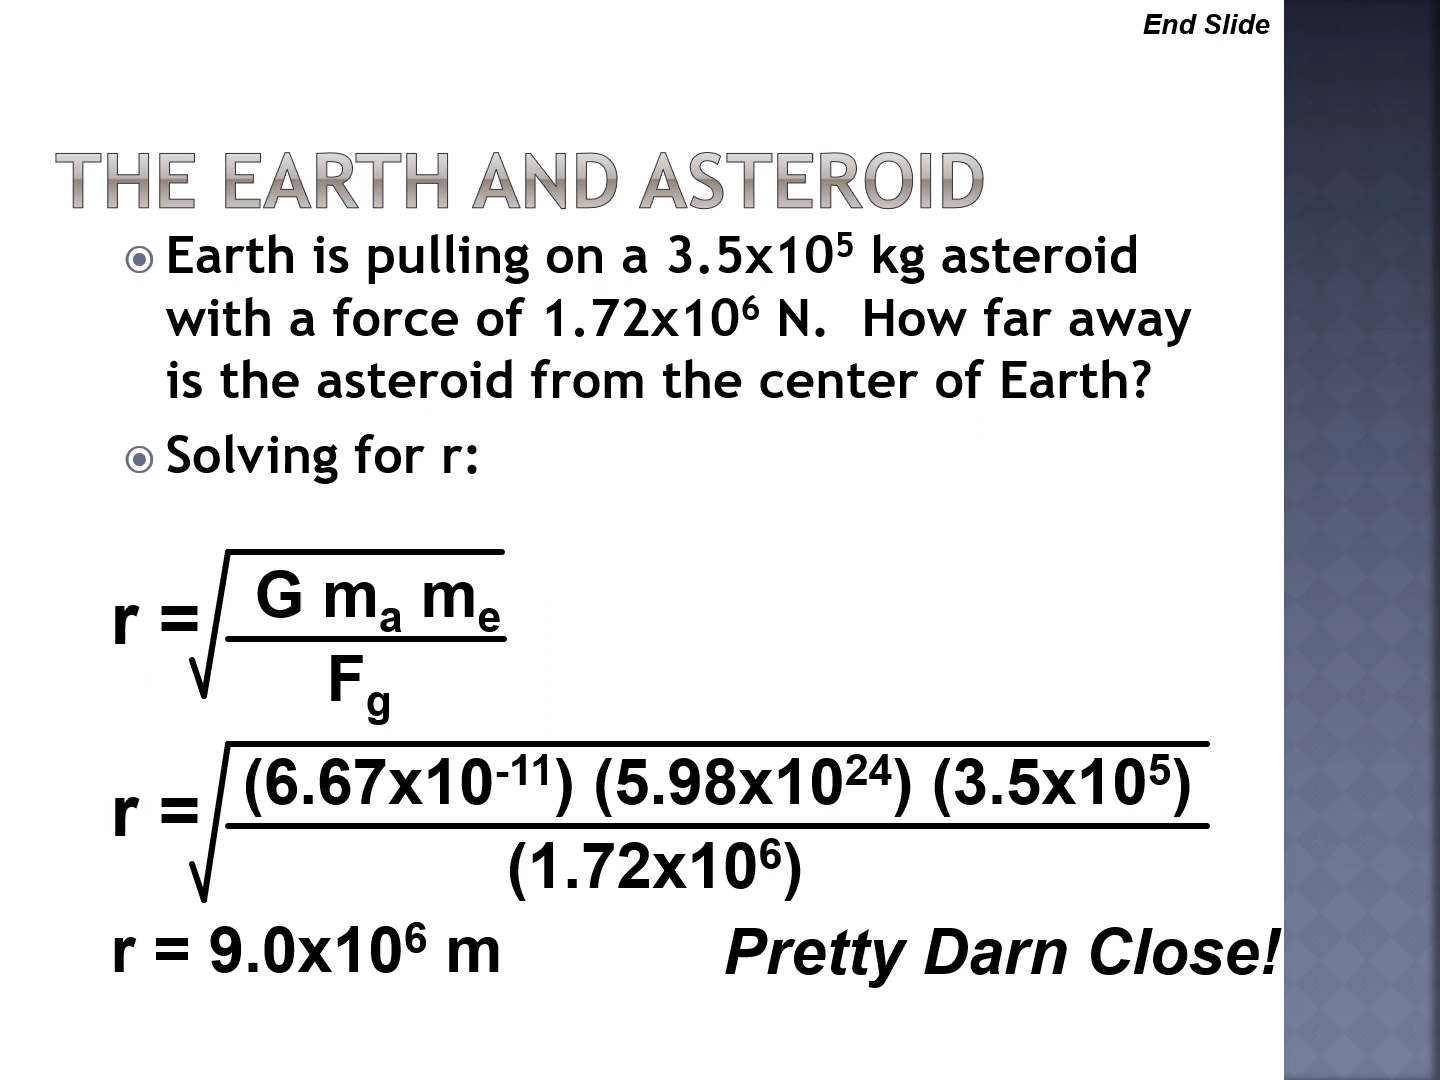 End Slide
THE EARTH AND ASTEROID
Earth is pulling on a 3.5x10⁵ kg asteroid
with a force of 1.72x10⁶ N.  How far away
is the asteroid from the center of Earth?
Solving for r:
G mₐ mₑ
r =
F_g
(6.67x10⁻¹¹) (5.98x10²⁴) (3.5x10⁵)
r =
(1.72x10⁶)
r = 9.0x10⁶ m
Pretty Darn Close!